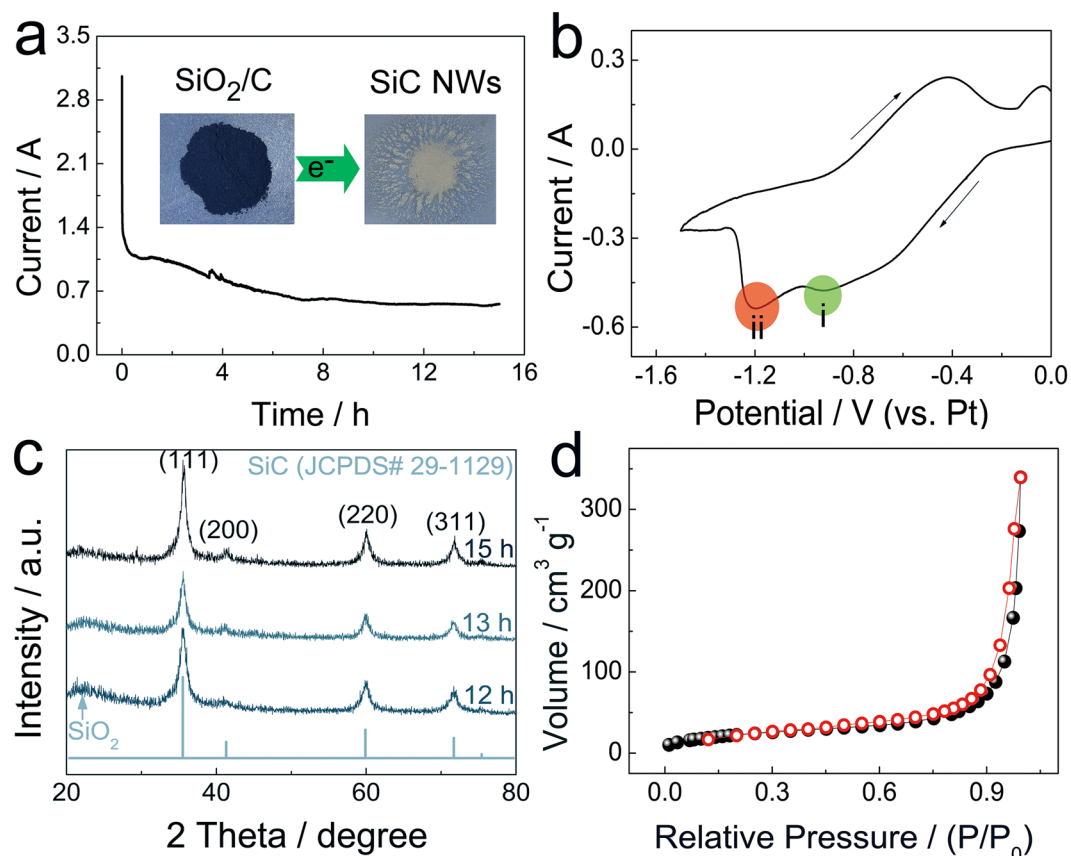 a
3.5
2.8
2.1
1.4
0.7
0.0
Current / A
SiO₂/C
SiC NWs
e⁻
0
4
8
12
16
Time / h
b
0.3
0.0
-0.3
-0.6
Current / A
ii
i
-1.6
-1.2
-0.8
-0.4
0.0
Potential / V (vs. Pt)
c
Intensity / a.u.
(111)
SiC (JCPDS# 29-1129)
(200)
(220)
(311)
15 h
13 h
12 h
SiO₂
20
40
60
80
2 Theta / degree
d
300
200
100
0
Volume / cm³ g⁻¹
0.0
0.3
0.6
0.9
Relative Pressure / (P/P₀)